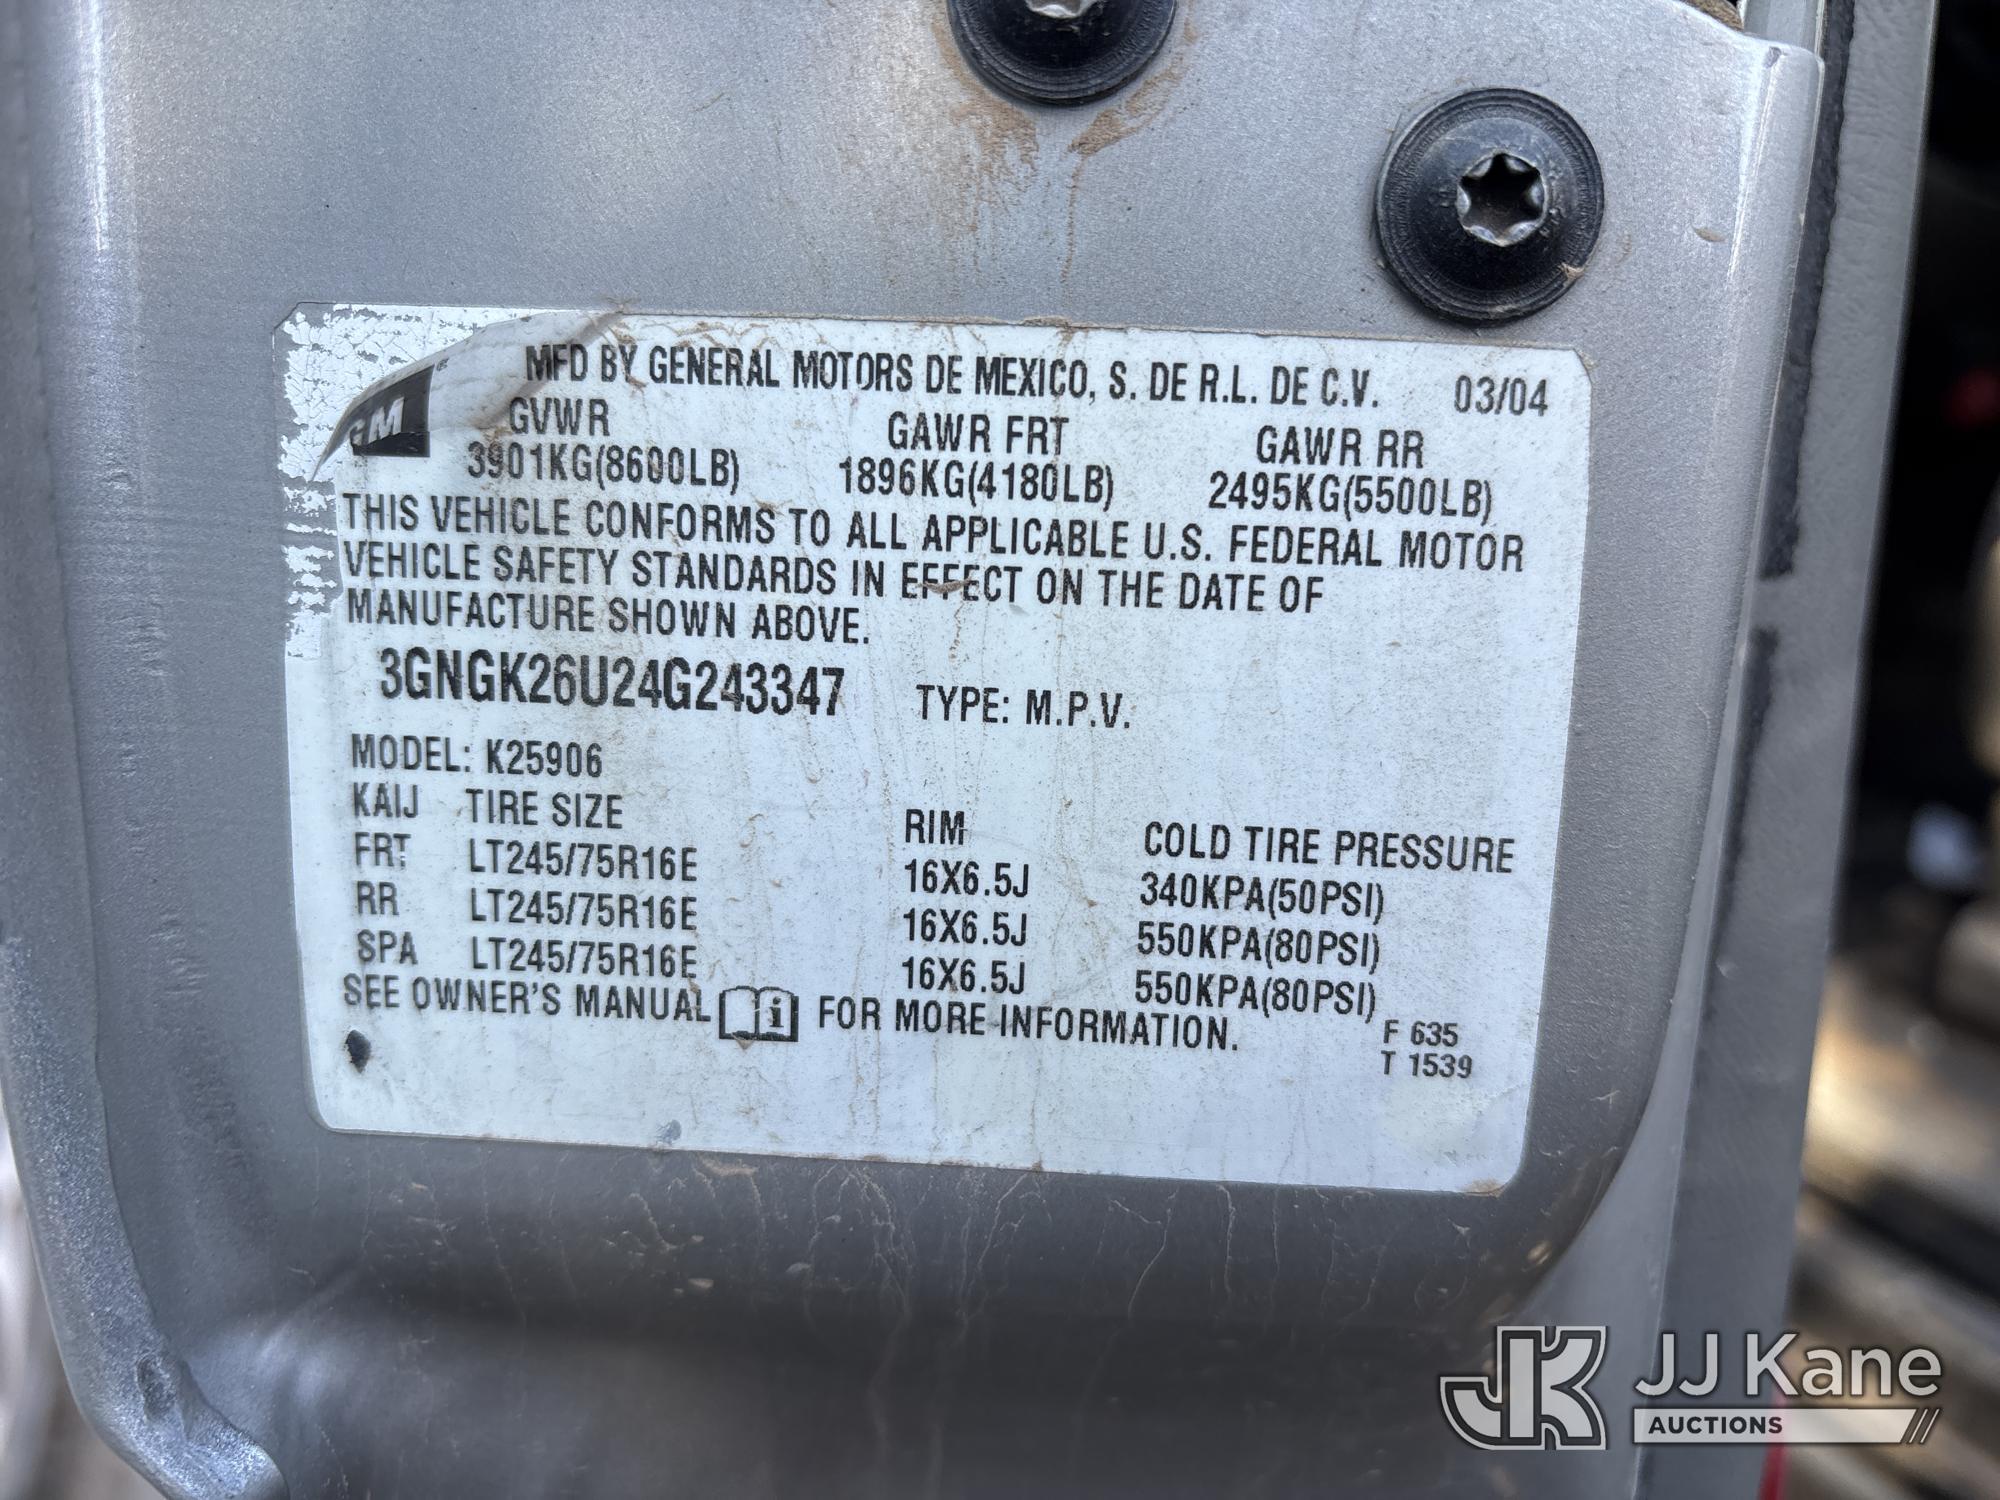 MFD BY GENERAL MOTORS DE MEXICO, S. DE R.L. DE C.V. 03/04
GM®
GVWR GAWR FRT GAWR RR
3901KG(8600LB) 1896KG(4180LB) 2495KG(5500LB)
THIS VEHICLE CONFORMS TO ALL APPLICABLE U.S. FEDERAL MOTOR
VEHICLE SAFETY STANDARDS IN EFFECT ON THE DATE OF
MANUFACTURE SHOWN ABOVE.
3GNGK26U24G243347 TYPE: M.P.V.
MODEL: K25906
KAIJ TIRE SIZE RIM COLD TIRE PRESSURE
FRT LT245/75R16E 16X6.5J 340KPA(50PSI)
RR LT245/75R16E 16X6.5J 550KPA(80PSI)
SPA LT245/75R16E 16X6.5J 550KPA(80PSI)
SEE OWNER'S MANUAL i FOR MORE INFORMATION.
F 635
T 1539
JK JJ Kane
AUCTIONS